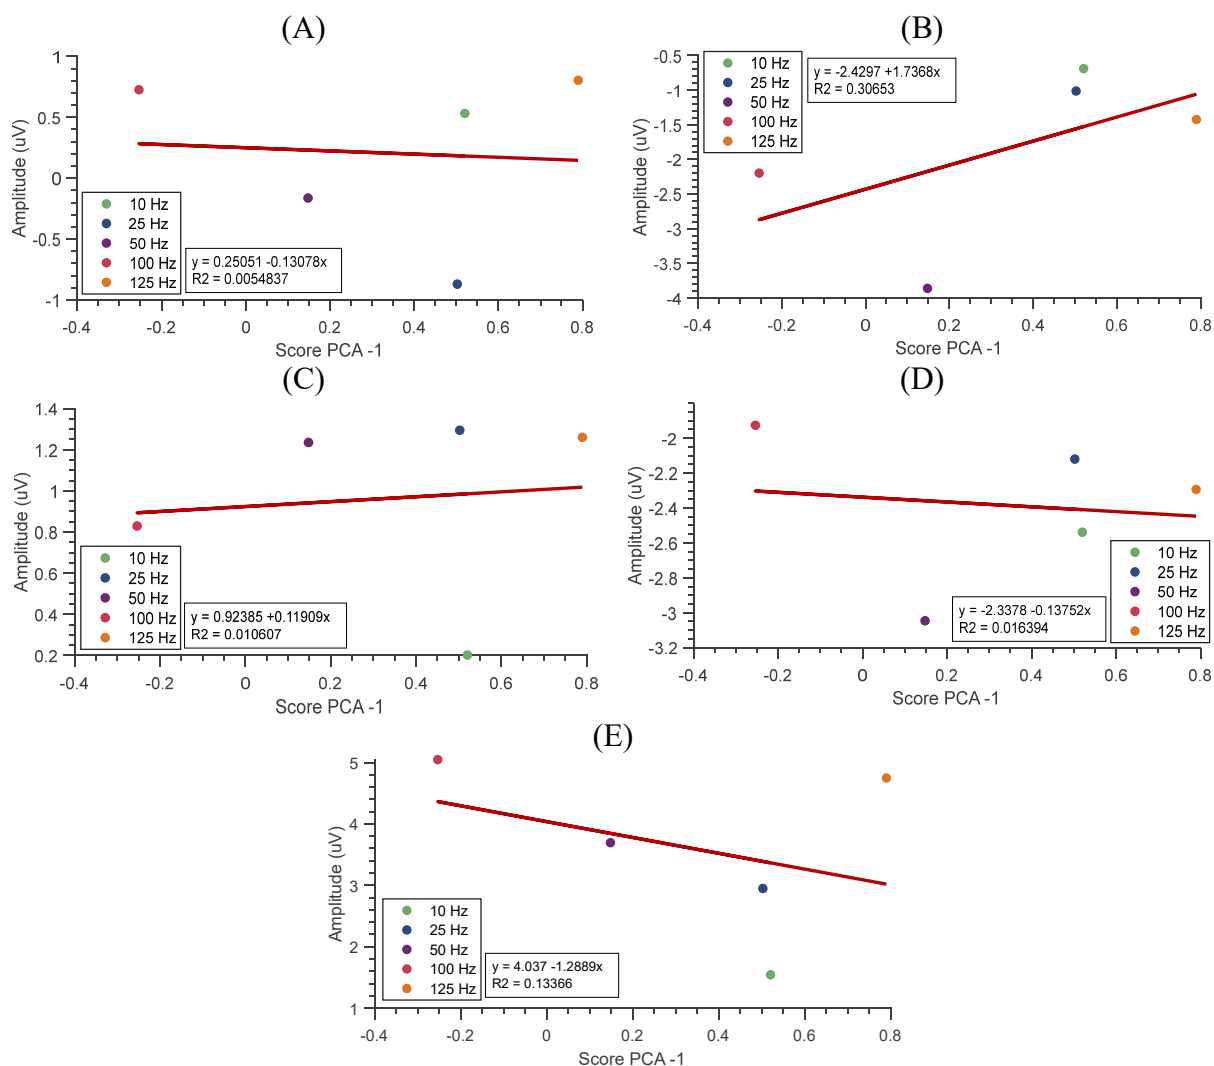 (A)
1
0.5
0
-0.5
-1
Amplitude (uV)
10 Hz
25 Hz
50 Hz
100 Hz
125 Hz
y = 0.25051 -0.13078x
R2 = 0.0054837
-0.4
-0.2
0
0.2
0.4
0.6
0.8
Score PCA -1
(B)
-0.5
-1
-1.5
-2
-2.5
-3
-3.5
-4
Amplitude (uV)
10 Hz
25 Hz
50 Hz
100 Hz
125 Hz
y = -2.4297 +1.7368x
R2 = 0.30653
-0.4
-0.2
0
0.2
0.4
0.6
0.8
Score PCA -1
(C)
1.4
1.2
1
0.8
0.6
0.4
0.2
Amplitude (uV)
10 Hz
25 Hz
50 Hz
100 Hz
125 Hz
y = 0.92385 +0.11909x
R2 = 0.010607
-0.4
-0.2
0
0.2
0.4
0.6
0.8
Score PCA -1
(D)
-2
-2.2
-2.4
-2.6
-2.8
-3
-3.2
Amplitude (uV)
y = -2.3378 -0.13752x
R2 = 0.016394
10 Hz
25 Hz
50 Hz
100 Hz
125 Hz
-0.4
-0.2
0
0.2
0.4
0.6
0.8
Score PCA -1
(E)
5
4
3
2
1
Amplitude (uV)
10 Hz
25 Hz
50 Hz
100 Hz
125 Hz
y = 4.037 -1.2889x
R2 = 0.13366
-0.4
-0.2
0
0.2
0.4
0.6
0.8
Score PCA -1